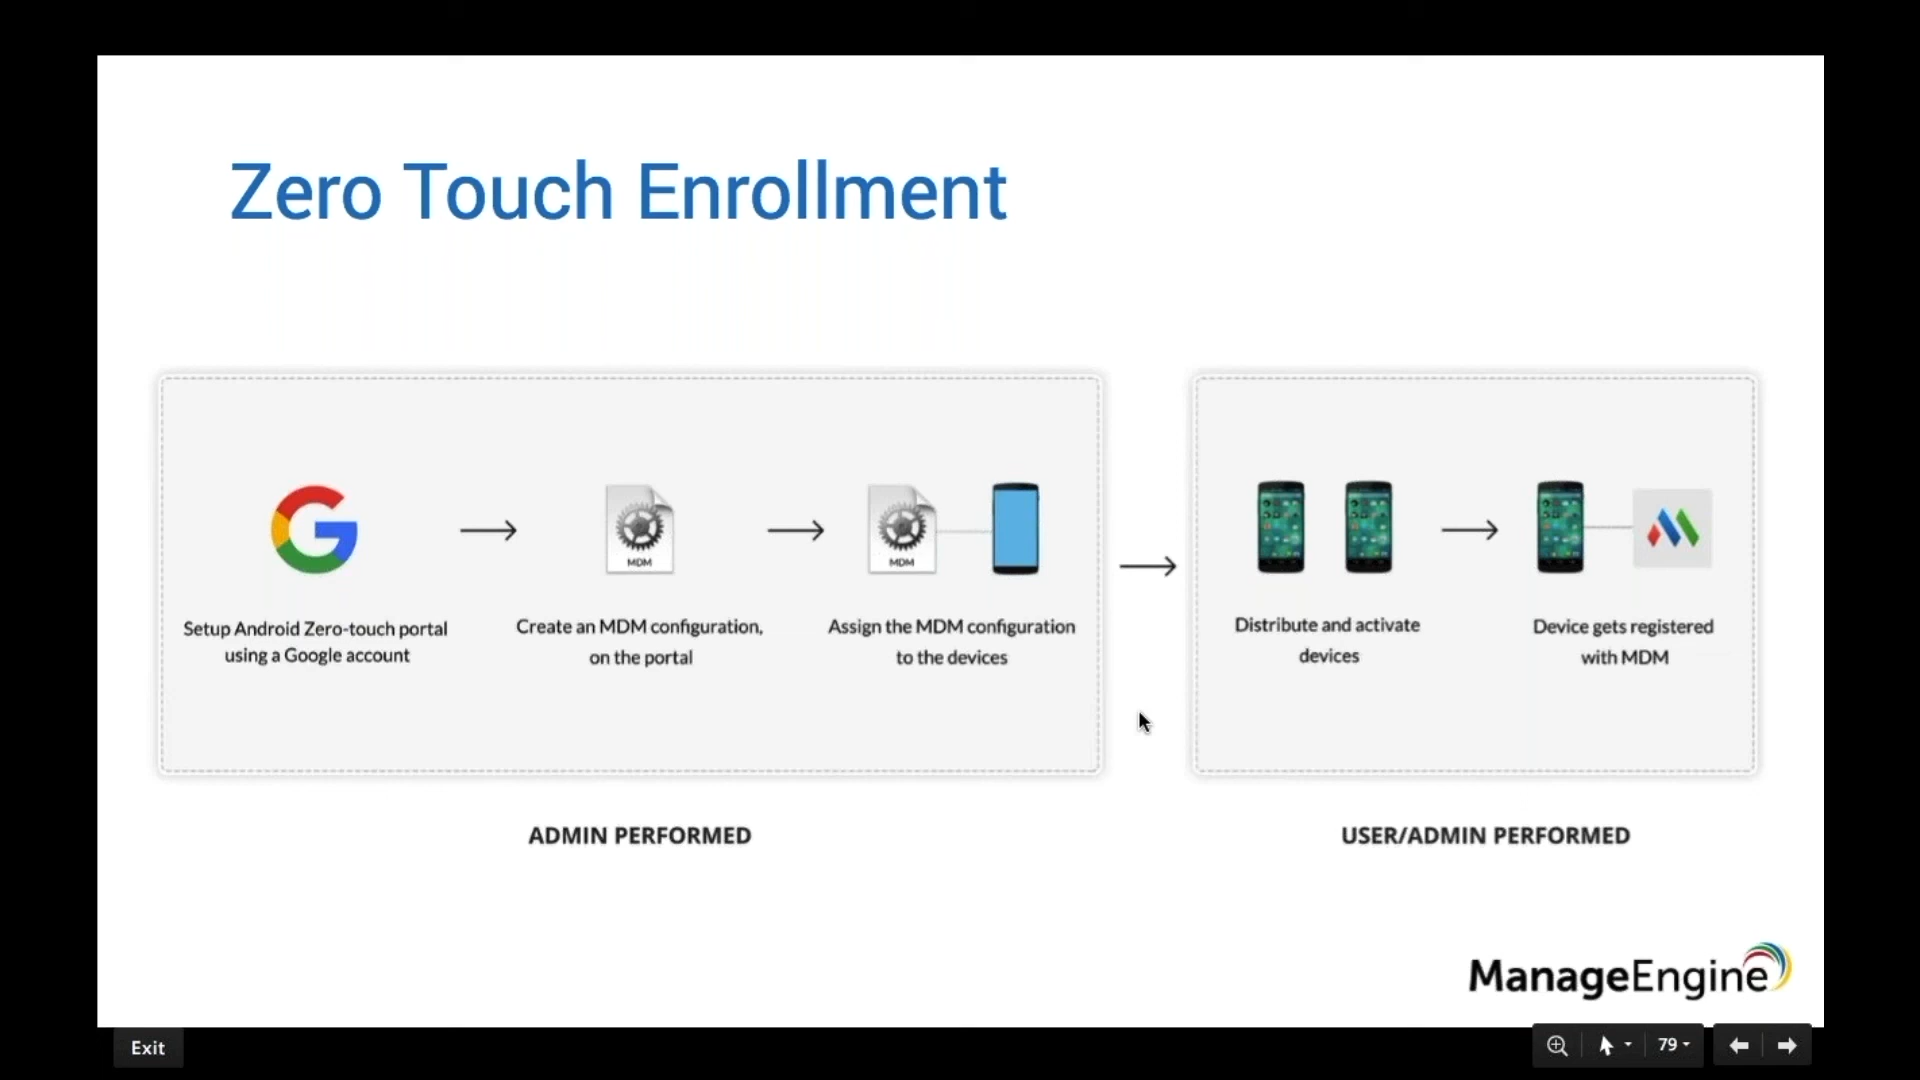 Zero Touch Enrollment
MDM
MDM
Setup Android Zero-touch portal
using a Google account
Create an MDM configuration,
on the portal
Assign the MDM configuration
to the devices
Distribute and activate
devices
Device gets registered
with MDM
ADMIN PERFORMED
USER/ADMIN PERFORMED
ManageEngine
Exit
79